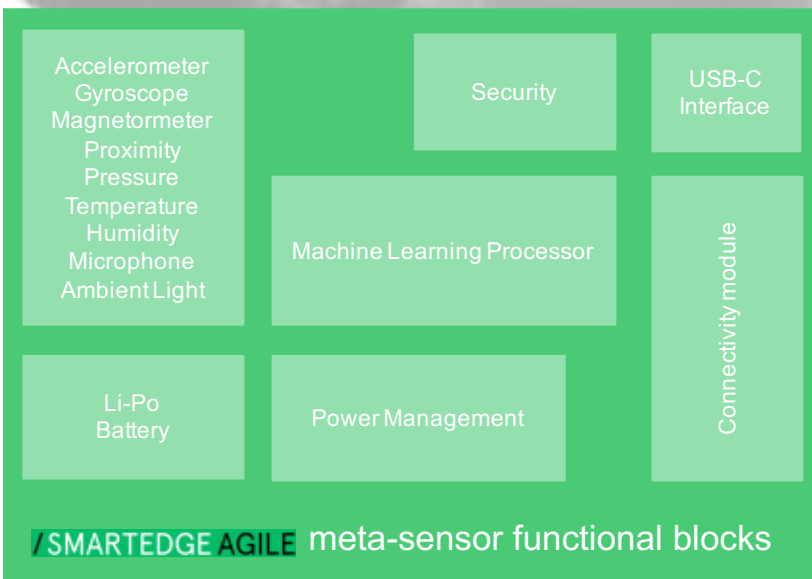 Accelerometer
Gyroscope
Magnetormeter
Proximity
Pressure
Temperature
Humidity
Microphone
Ambient Light
Security
USB-C
Interface
Machine Learning Processor
Connectivity module
Li-Po
Battery
Power Management
/SMARTEDGE AGILE meta-sensor functional blocks